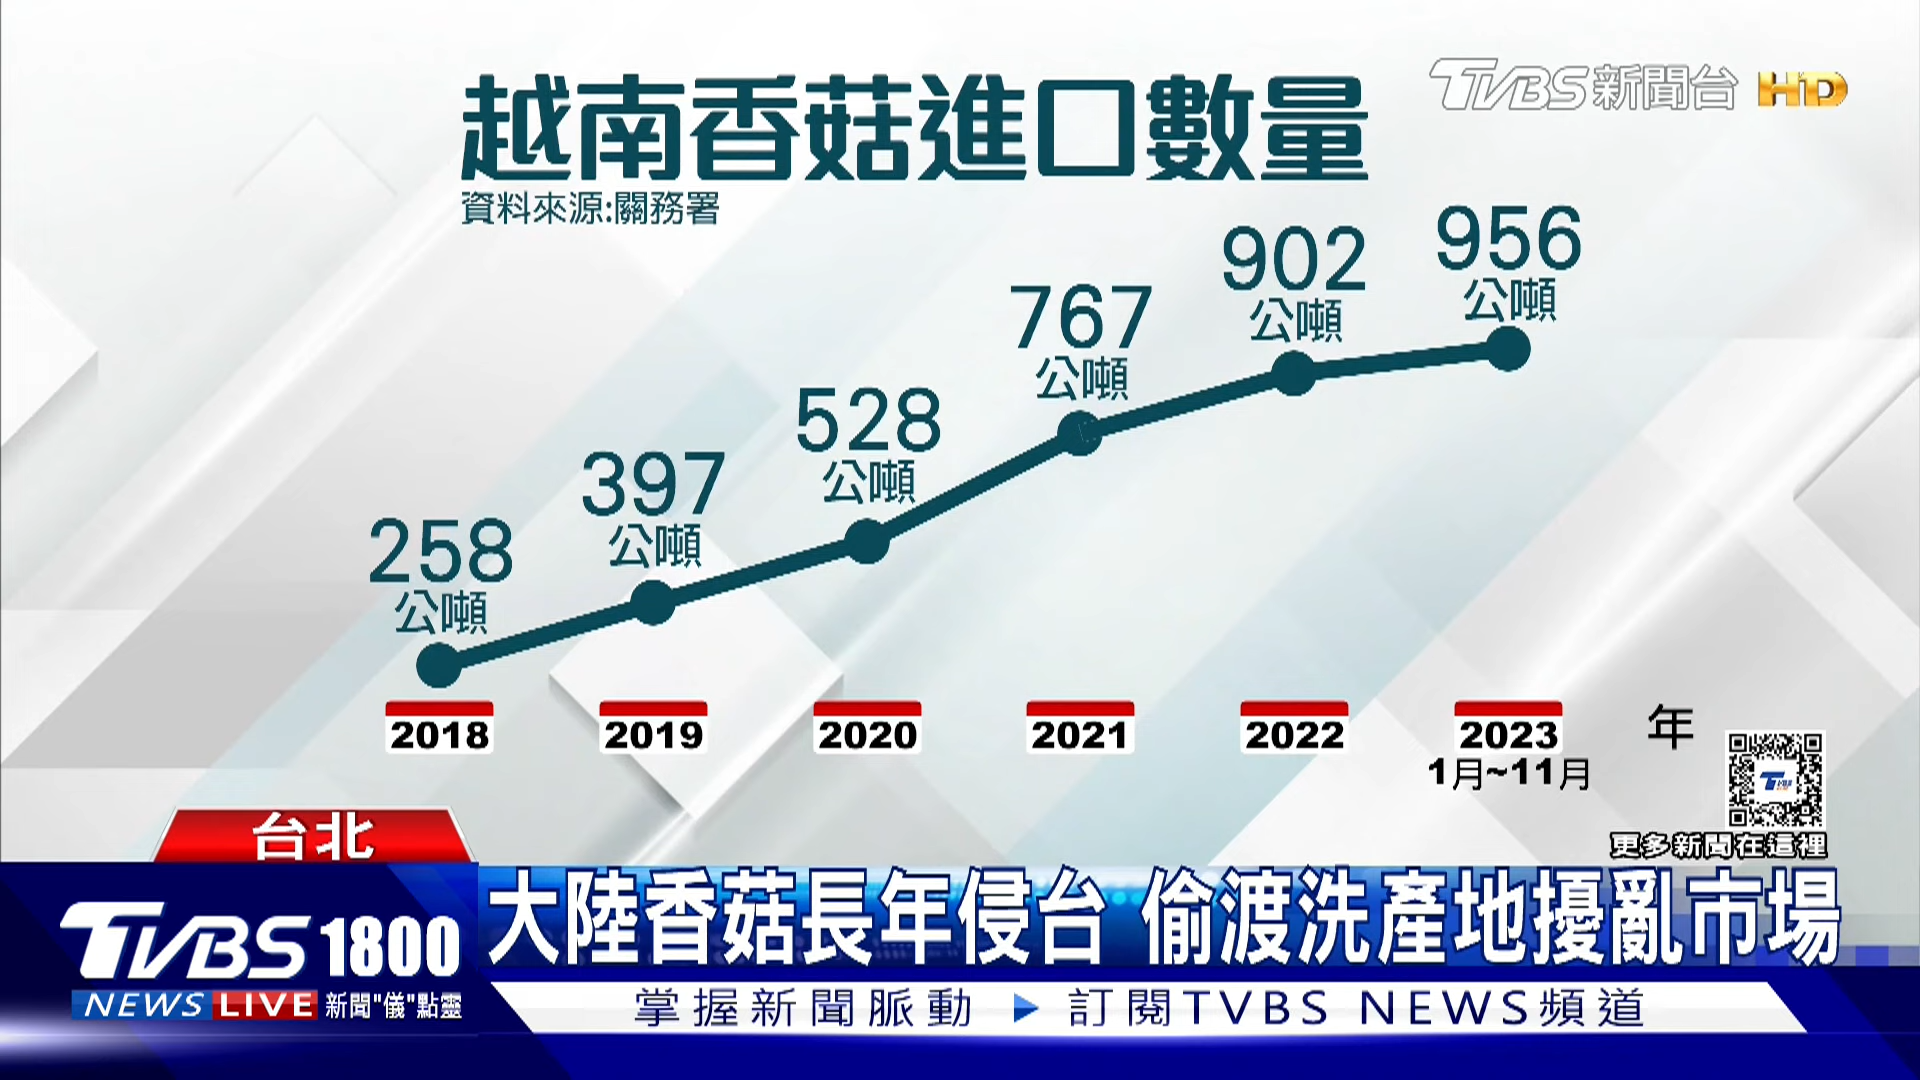 越南香菇進口數量
TVBS新聞台 HD
資料來源:關務署
956
公噸
902
公噸
767
公噸
528
公噸
397
公噸
258
公噸
2018 2019 2020 2021 2022 2023 年
1月~11月
TVBS
更多新聞在這裡
台北
大陸香菇長年侵台 偷渡洗產地擾亂市場
TVBS 1800
NEWS LIVE 新聞"儀"點靈
掌握新聞脈動 ▶ 訂閱TVBS NEWS頻道